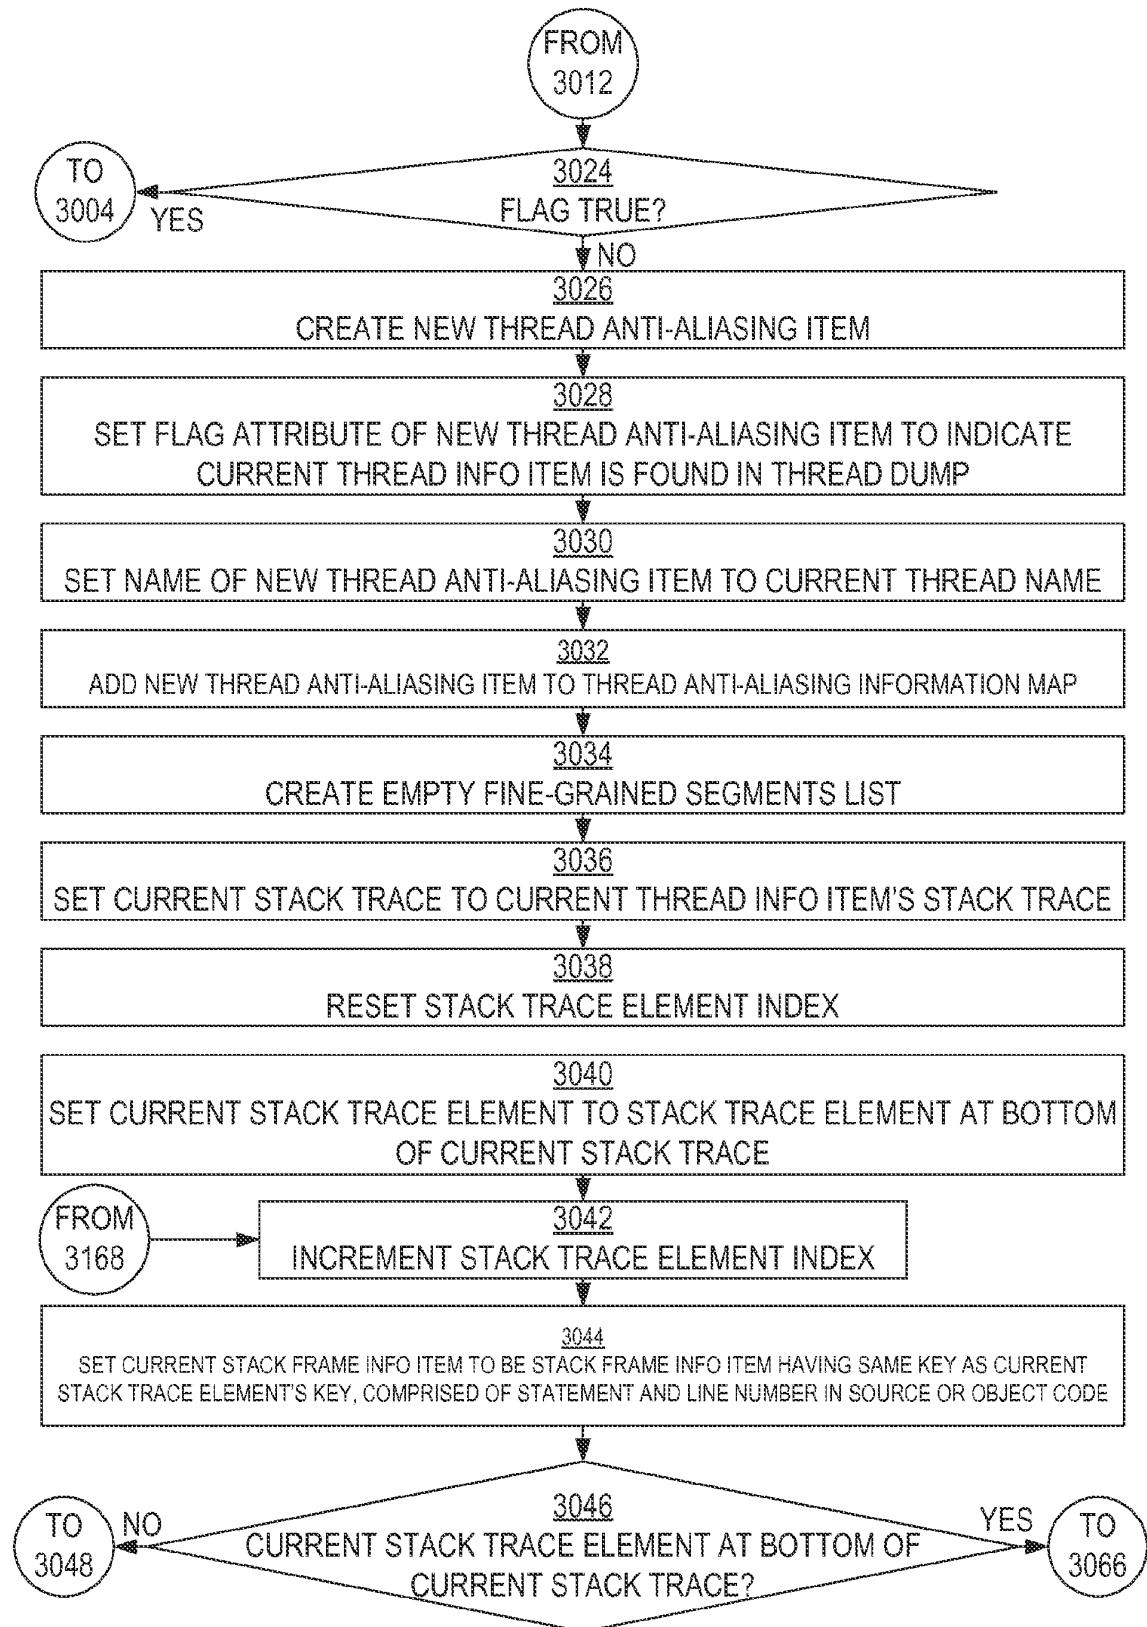 FROM
3012
TO
3004
YES
3024
FLAG TRUE?
NO
3026
CREATE NEW THREAD ANTI-ALIASING ITEM
3028
SET FLAG ATTRIBUTE OF NEW THREAD ANTI-ALIASING ITEM TO INDICATE
CURRENT THREAD INFO ITEM IS FOUND IN THREAD DUMP
3030
SET NAME OF NEW THREAD ANTI-ALIASING ITEM TO CURRENT THREAD NAME
3032
ADD NEW THREAD ANTI-ALIASING ITEM TO THREAD ANTI-ALIASING INFORMATION MAP
3034
CREATE EMPTY FINE-GRAINED SEGMENTS LIST
3036
SET CURRENT STACK TRACE TO CURRENT THREAD INFO ITEM'S STACK TRACE
3038
RESET STACK TRACE ELEMENT INDEX
3040
SET CURRENT STACK TRACE ELEMENT TO STACK TRACE ELEMENT AT BOTTOM
OF CURRENT STACK TRACE
FROM
3168
3042
INCREMENT STACK TRACE ELEMENT INDEX
3044
SET CURRENT STACK FRAME INFO ITEM TO BE STACK FRAME INFO ITEM HAVING SAME KEY AS CURRENT
STACK TRACE ELEMENT'S KEY, COMPRISED OF STATEMENT AND LINE NUMBER IN SOURCE OR OBJECT CODE
TO
3048
NO
3046
CURRENT STACK TRACE ELEMENT AT BOTTOM OF
CURRENT STACK TRACE?
YES
TO
3066